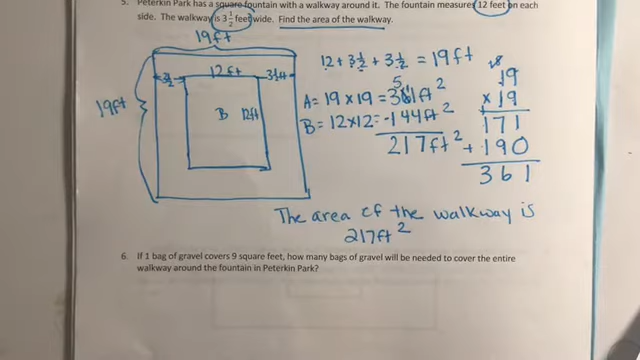 5. Peterkin Park has a square fountain with a walkway around it. The fountain measures 12 feet on each
side. The walkway is 3 1/2 feet wide. Find the area of the walkway.
19ft
12ft
3 1/2
3 1/2 ft
19ft
B 12ft
12 + 3 1/2 + 3 1/2 = 19ft
A = 19 × 19 = 361ft²
B = 12×12 = -144ft²
217ft²
19
× 19
171
+ 190
361
The area of the walkway is
217ft²
6. If 1 bag of gravel covers 9 square feet, how many bags of gravel will be needed to cover the entire
walkway around the fountain in Peterkin Park?